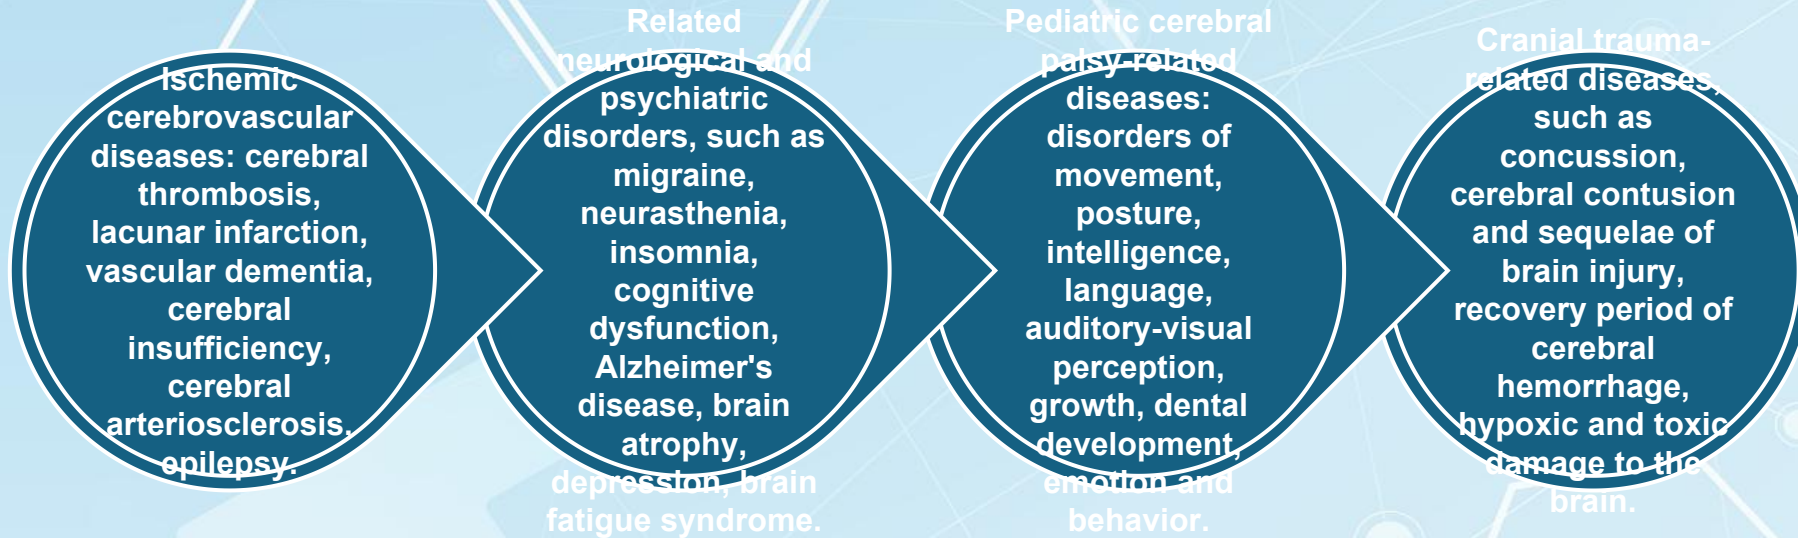 Ischemic
cerebrovascular
diseases: cerebral
thrombosis,
lacunar infarction,
vascular dementia,
cerebral
insufficiency,
cerebral
arteriosclerosis.
epilepsy.
Related
neurological and
psychiatric
disorders, such as
migraine,
neurasthenia,
insomnia,
cognitive
dysfunction,
Alzheimer's
disease, brain
atrophy,
depression, brain
fatigue syndrome.
Pediatric cerebral
palsy-related
diseases:
disorders of
movement,
posture,
intelligence,
language,
auditory-visual
perception,
growth, dental
development,
emotion and
behavior.
Cranial trauma-
related diseases,
such as
concussion,
cerebral contusion
and sequelae of
brain injury,
recovery period of
cerebral
hemorrhage,
hypoxic and toxic
damage to the
brain.